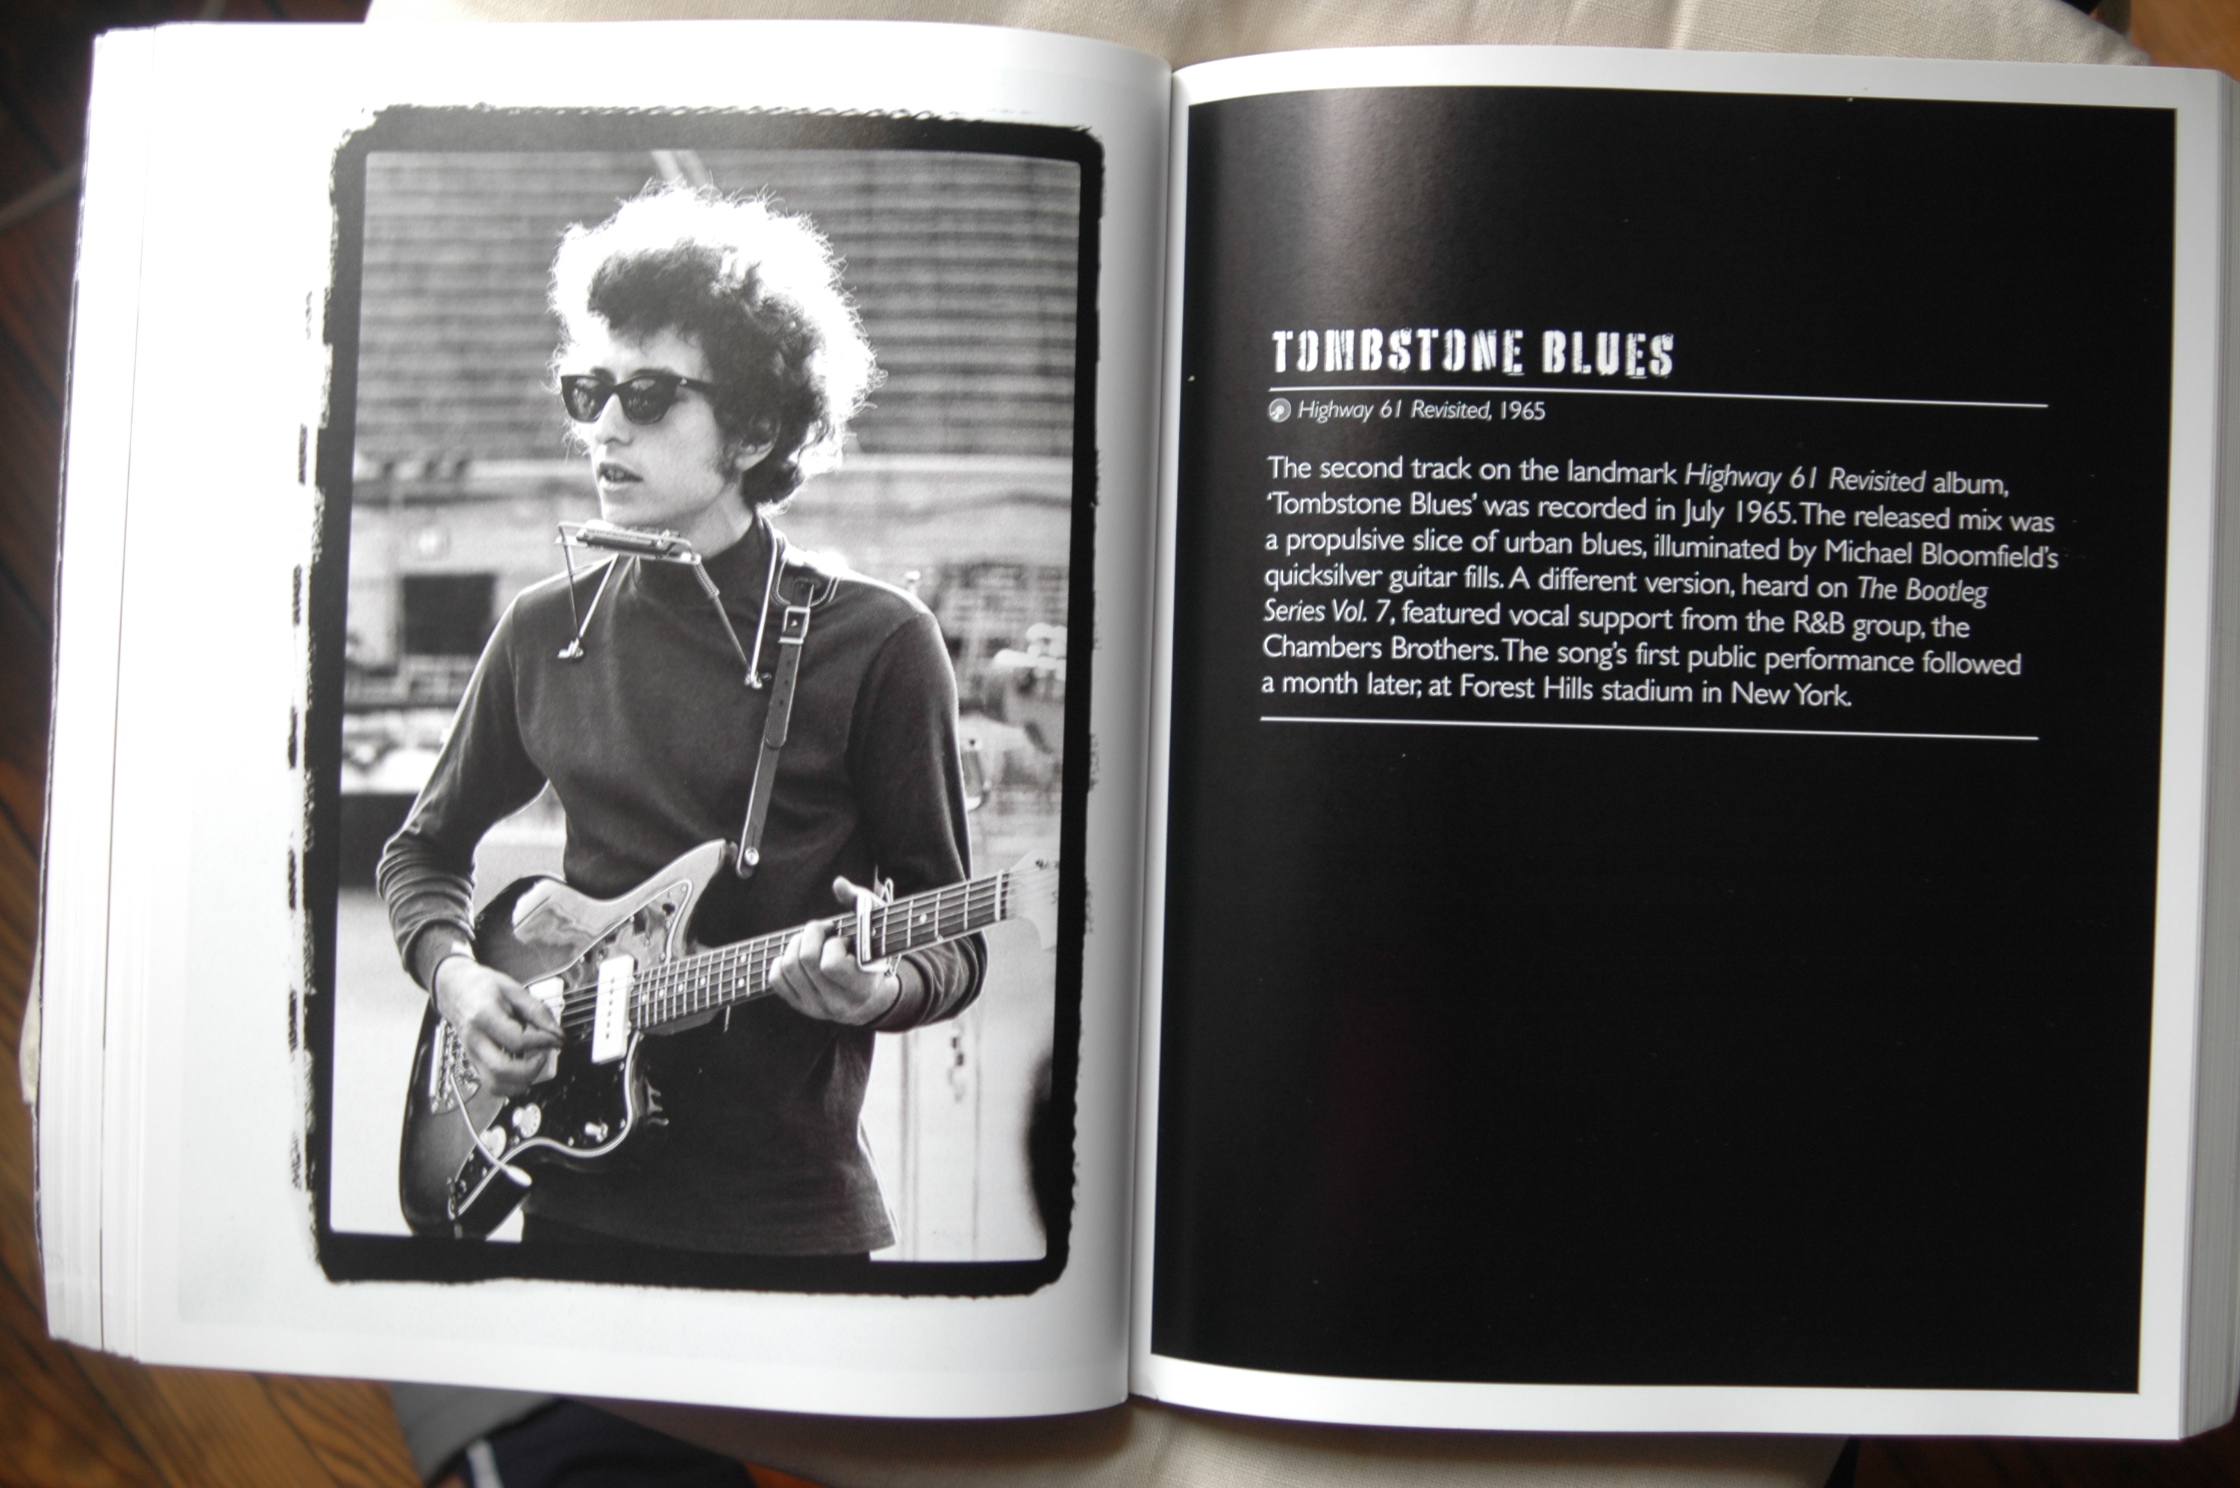 TOMBSTONE BLUES
Highway 61 Revisited, 1965
The second track on the landmark Highway 61 Revisited album,
‘Tombstone Blues’ was recorded in July 1965. The released mix was
a propulsive slice of urban blues, illuminated by Michael Bloomfield’s
quicksilver guitar fills. A different version, heard on The Bootleg
Series Vol. 7, featured vocal support from the R&B group, the
Chambers Brothers. The song’s first public performance followed
a month later, at Forest Hills stadium in New York.